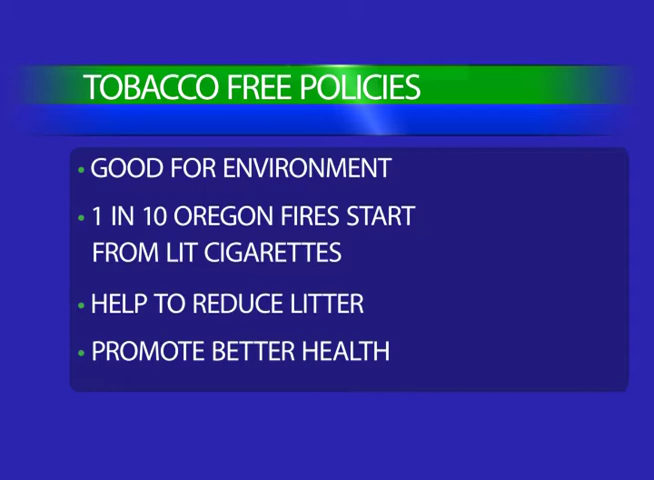 TOBACCO FREE POLICIES
• GOOD FOR ENVIRONMENT
• 1 IN 10 OREGON FIRES START
FROM LIT CIGARETTES
• HELP TO REDUCE LITTER
• PROMOTE BETTER HEALTH